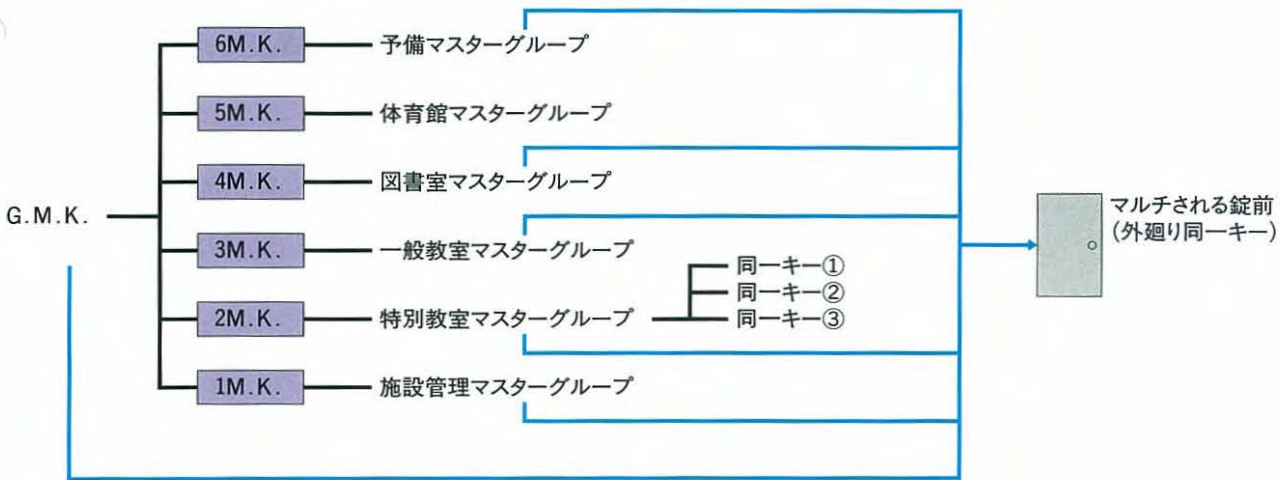 6M.K. 予備マスターグループ
5M.K. 体育館マスターグループ
4M.K. 図書室マスターグループ
G.M.K.
3M.K. 一般教室マスターグループ
同一キー①
同一キー②
2M.K. 特別教室マスターグループ 同一キー③
1M.K. 施設管理マスターグループ
マルチされる錠前
(外廻り同一キー)